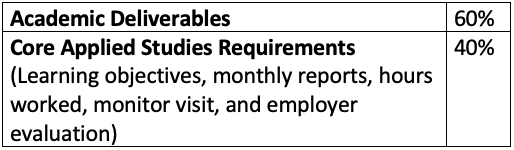 Academic Deliverables 60%
Core Applied Studies Requirements 40%
(Learning objectives, monthly reports, hours
worked, monitor visit, and employer
evaluation)